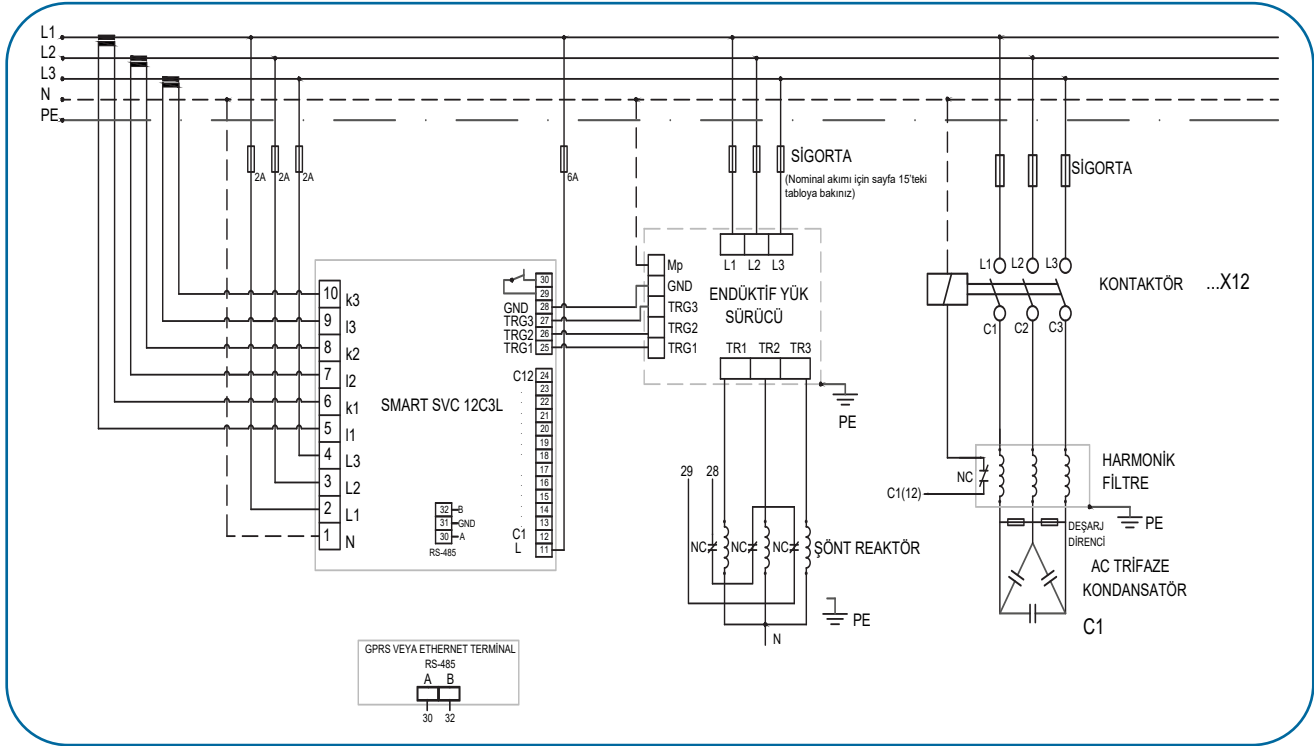 L1
L2
L3
N
PE
2A
2A
2A
6A
SİGORTA
(Nominal akımı için sayfa 15'teki
tabloya bakınız)
SİGORTA
10 k3
9 l3
8 k2
7 l2
6 k1
5 l1
4 L3
3 L2
2 L1
1 N
SMART SVC 12C3L
30
29
GND 28
TRG3 27
TRG2 26
TRG1 25
C12 24
23
22
21
20
19
18
17
16
15
14
13
C1 12
L 11
32 B
31 GND
30 A
RS-485
Mp
GND
TRG3
TRG2
TRG1
L1 L2 L3
ENDÜKTİF YÜK
SÜRÜCÜ
TR1 TR2 TR3
PE
29 28
NC NC NC
ŞÖNT REAKTÖR
PE
N
L1 L2 L3
KONTAKTÖR ...X12
C1 C2 C3
NC
C1(12)
HARMONİK
FİLTRE
PE
DEŞARJ
DİRENCİ
AC TRİFAZE
KONDANSATÖR
C1
GPRS VEYA ETHERNET TERMİNAL
RS-485
A B
30 32